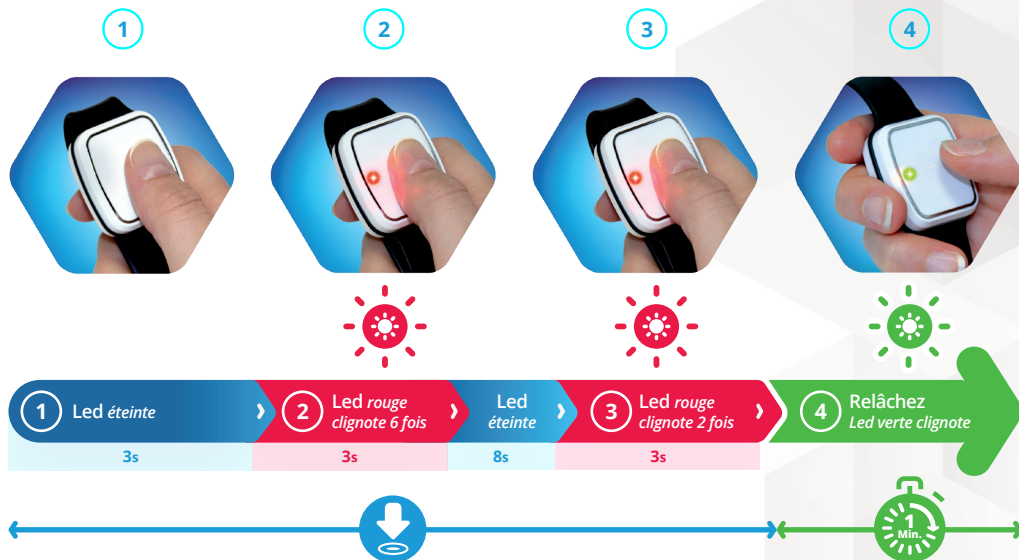 1
2
3
4
1 Led éteinte
2 Led rouge
clignote 6 fois
Led
éteinte
3 Led rouge
clignote 2 fois
4 Relâchez
Led verte clignote
3s
3s
8s
3s
1
Min.